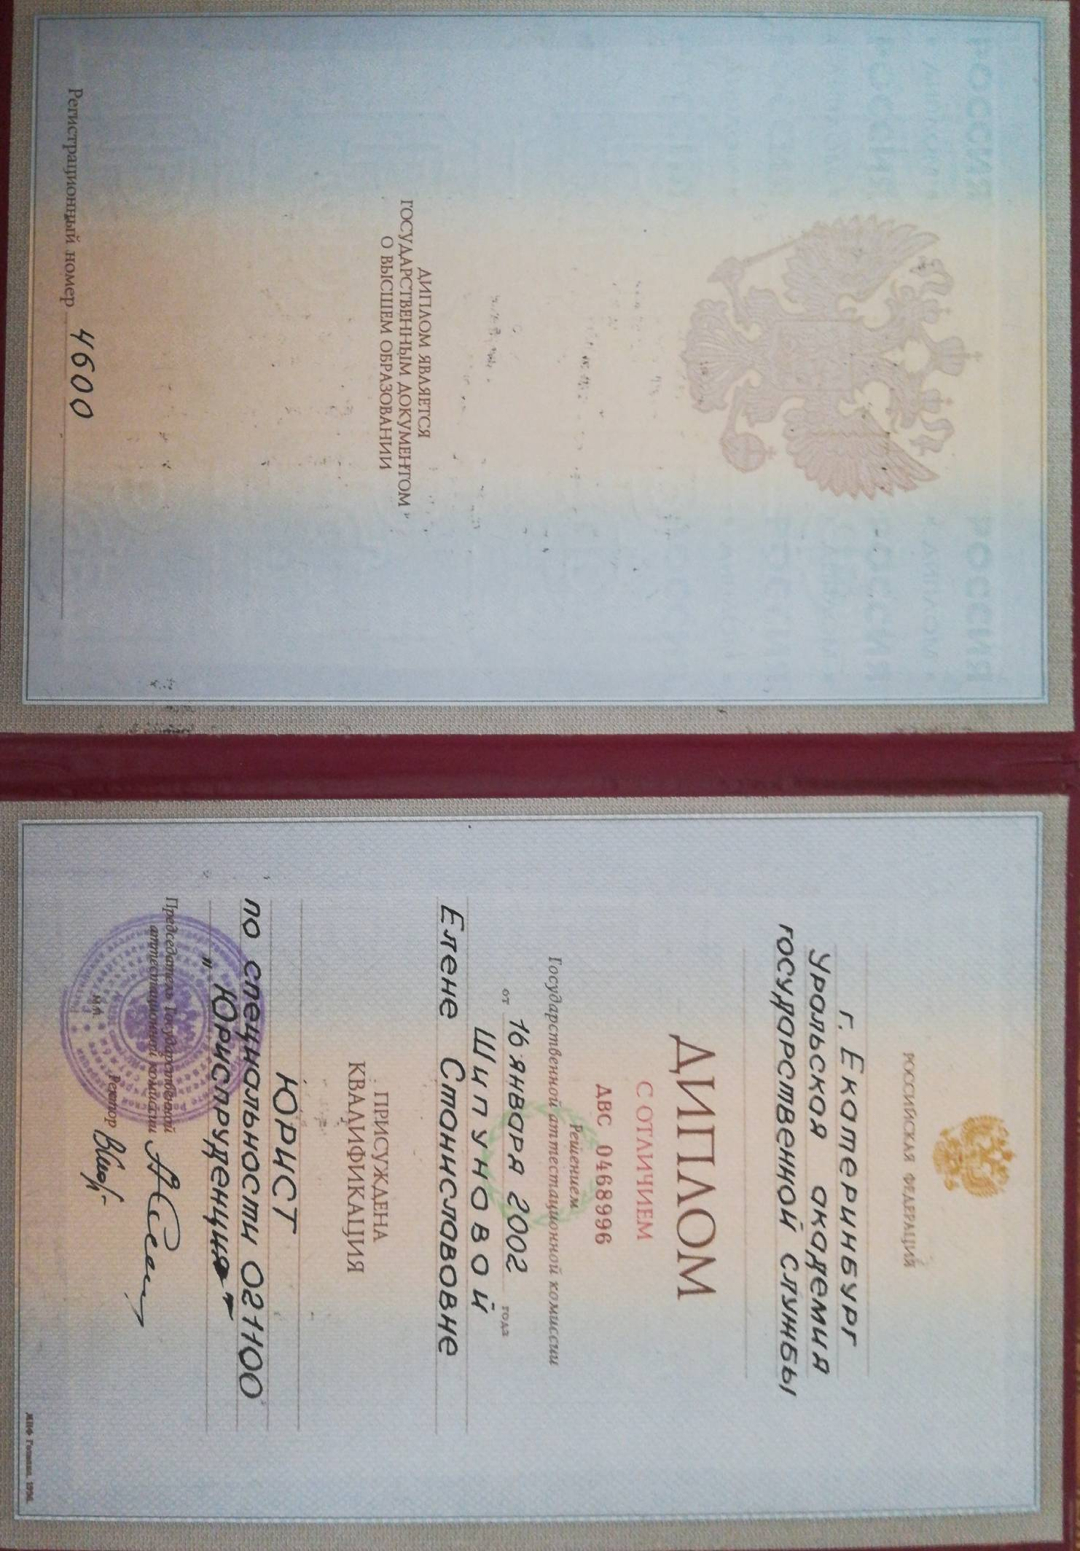 ДИПЛОМ ЯВЛЯЕТСЯ
ГОСУДАРСТВЕННЫМ ДОКУМЕНТОМ
О ВЫСШЕМ ОБРАЗОВАНИИ
Регистрационный номер 4600
РОССИЙСКАЯ ФЕДЕРАЦИЯ
г. Екатеринбург
Уральская академия
государственной службы
ДИПЛОМ
С ОТЛИЧИЕМ
АВС 0468996
Решением
Государственной аттестационной комиссии
от 16 января 2002 года
Шипуновой
Елене Станиславовне
ПРИСУЖДЕНА
КВАЛИФИКАЦИЯ
ЮРИСТ
по специальности 021100
"Юриспруденция"
Председатель Государственной
аттестационной комиссии
Ректор
М.П.